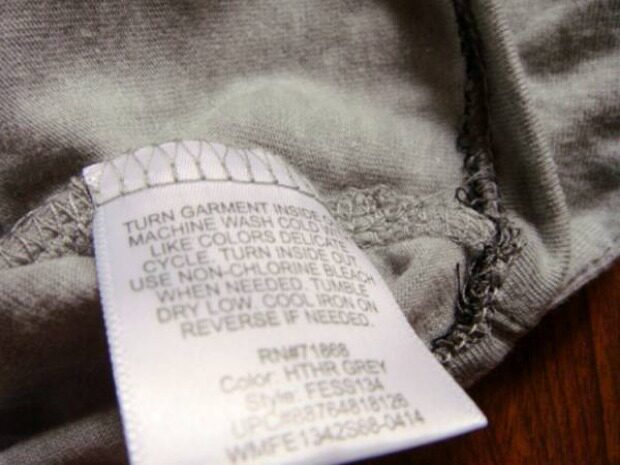 TURN GARMENT INSIDE
MACHINE WASH COLD
LIKE COLORS DELICATE
CYCLE. TURN INSIDE OUT
USE NON-CHLORINE BLEACH
WHEN NEEDED. TUMBLE
DRY LOW. COOL IRON ON
REVERSE IF NEEDED.
RN#71868
Color: HTHR GREY
Style: FESS134